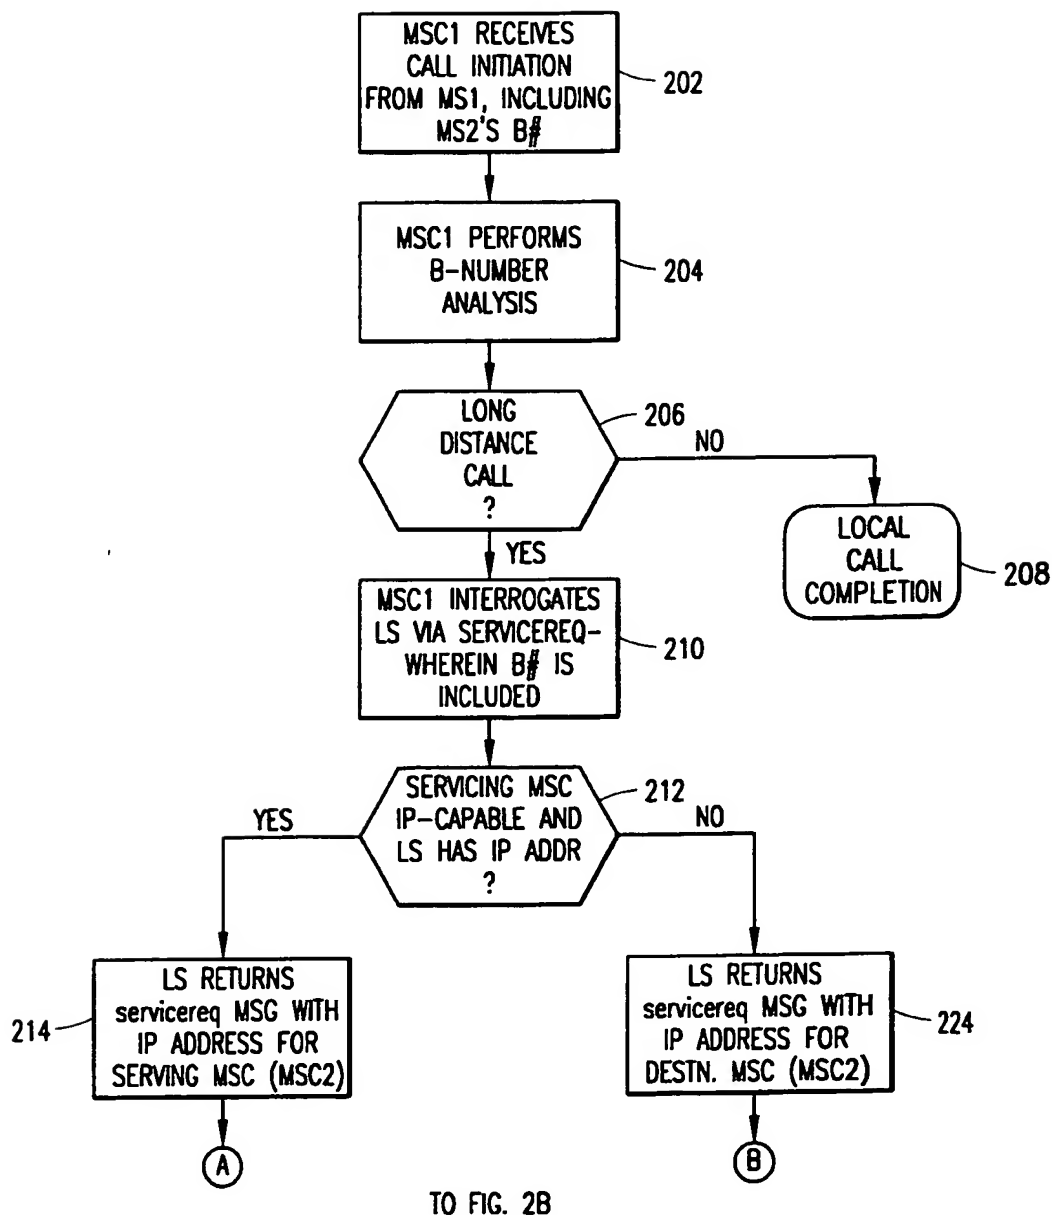 MSC1 RECEIVES
CALL INITIATION
FROM MS1, INCLUDING
MS2'S B#
202
MSC1 PERFORMS
B-NUMBER
ANALYSIS
204
LONG
DISTANCE
CALL
?
206
NO
LOCAL
CALL
COMPLETION
208
YES
MSC1 INTERROGATES
LS VIA SERVICEREQ-
WHEREIN B# IS
INCLUDED
210
SERVICING MSC
IP-CAPABLE AND
LS HAS IP ADDR
?
212
YES
NO
LS RETURNS
servicereq MSG WITH
IP ADDRESS FOR
SERVING MSC (MSC2)
214
LS RETURNS
servicereq MSG WITH
IP ADDRESS FOR
DESTN. MSC (MSC2)
224
A
B
TO FIG. 2B